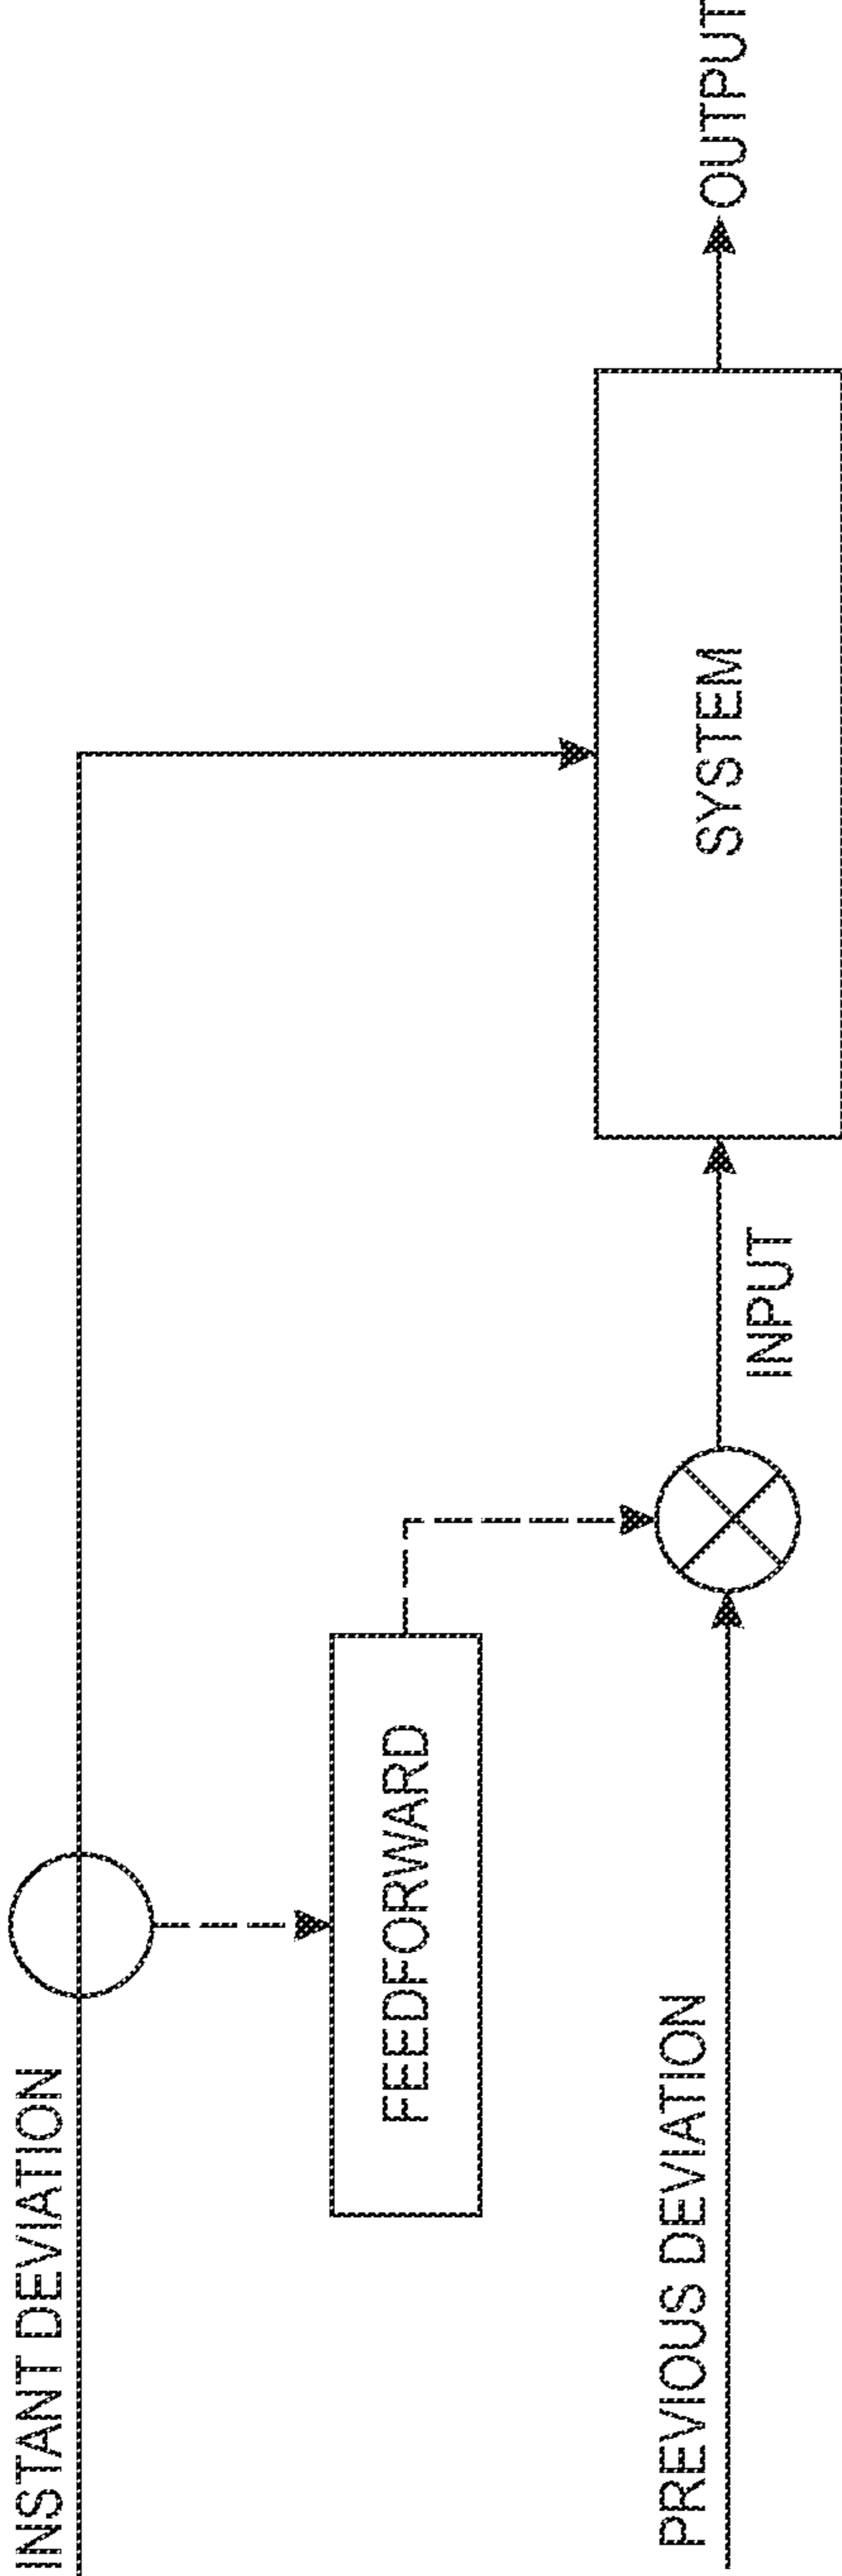 INSTANT DEVIATION
FEEDFORWARD
PREVIOUS DEVIATION
INPUT
SYSTEM
OUTPUT